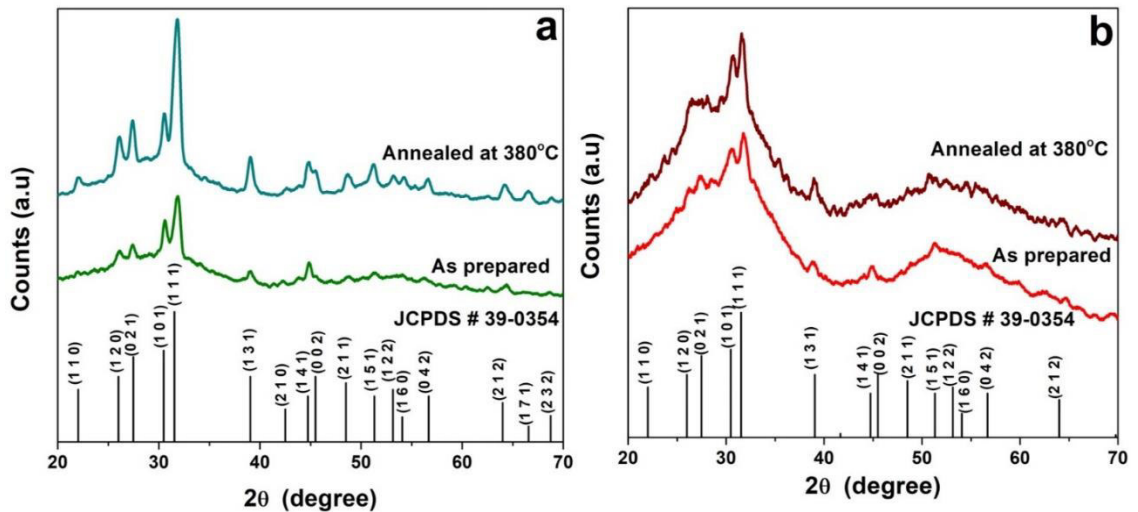 a
Counts (a.u)
Annealed at 380°C
As prepared
JCPDS # 39-0354
(1 1 0)
(1 2 0)
(0 2 1)
(1 0 1)
(1 1 1)
(1 3 1)
(2 1 0)
(1 4 1)
(0 0 2)
(2 1 1)
(1 5 1)
(1 2 2)
(1 6 0)
(0 4 2)
(2 1 2)
(1 7 1)
(2 3 2)
20 30 40 50 60 70
2θ (degree)
b
Counts (a.u)
Annealed at 380°C
As prepared
JCPDS # 39-0354
(1 1 0)
(1 2 0)
(0 2 1)
(1 0 1)
(1 1 1)
(1 3 1)
(1 4 1)
(0 0 2)
(2 1 1)
(1 5 1)
(1 2 2)
(1 6 0)
(0 4 2)
(2 1 2)
20 30 40 50 60 70
2θ (degree)